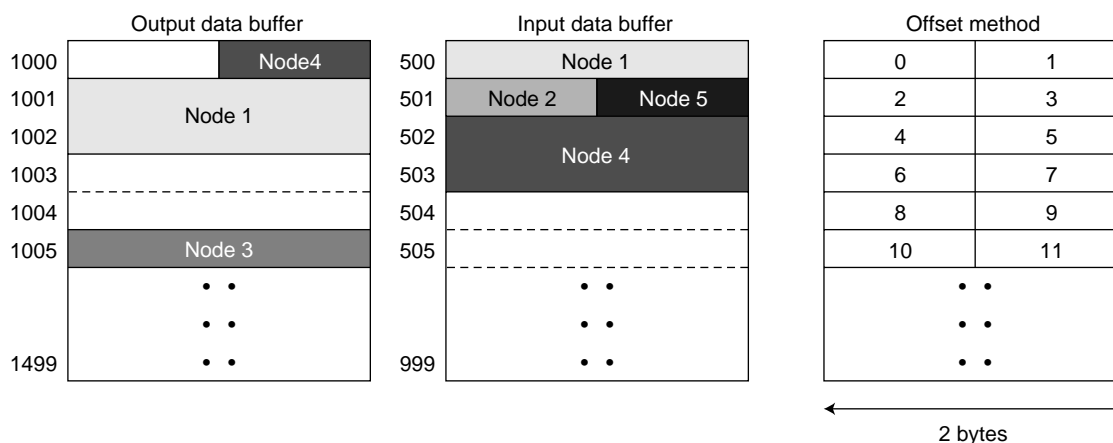 Output data buffer
Input data buffer
Offset method
1000
Node4
500
Node 1
0
1
1001
Node 1
501
Node 2
Node 5
2
3
1002
502
Node 4
4
5
1003
503
6
7
1004
504
8
9
1005
Node 3
505
10
11
1499
999
2 bytes